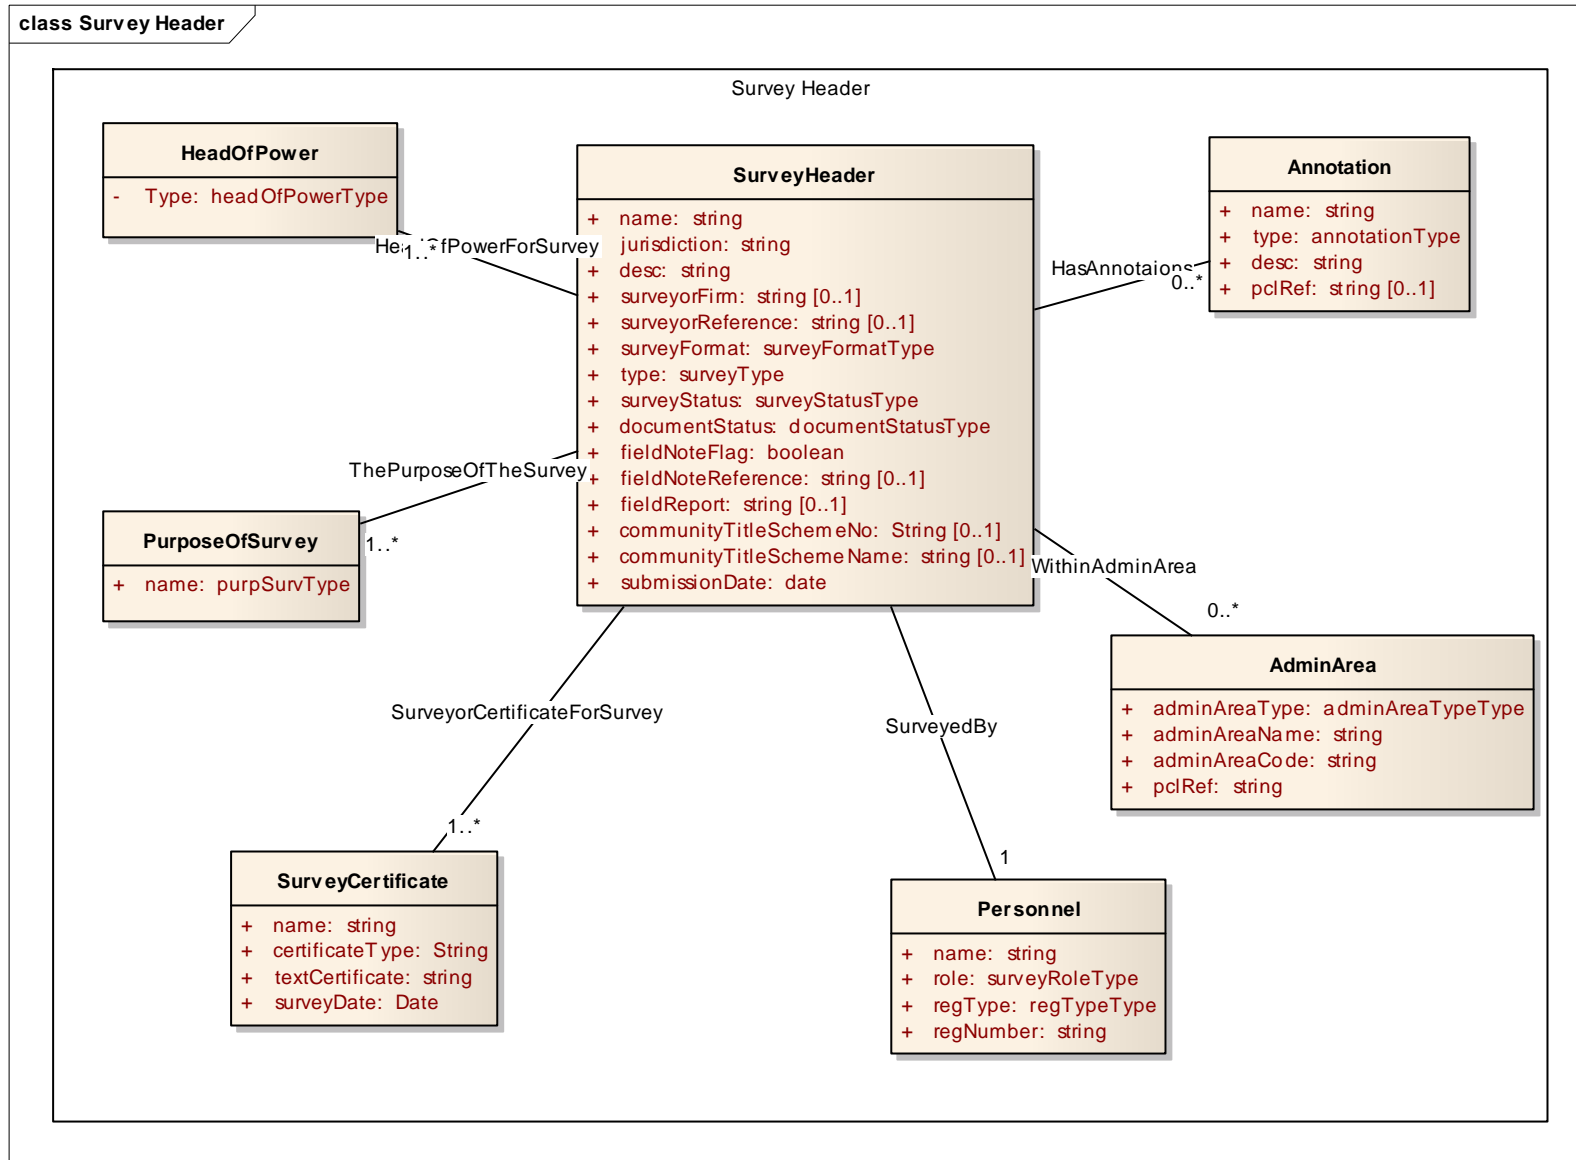 class Survey Header
Survey Header
HeadOfPower
- Type: headOfPowerType
SurveyHeader
+ name: string
+ jurisdiction: string
+ desc: string
+ surveyorFirm: string [0..1]
+ surveyorReference: string [0..1]
+ surveyFormat: surveyFormatType
+ type: surveyType
+ surveyStatus: surveyStatusType
+ documentStatus: documentStatusType
+ fieldNoteFlag: boolean
+ fieldNoteReference: string [0..1]
+ fieldReport: string [0..1]
+ communityTitleSchemeNo: String [0..1]
+ communityTitleSchemeName: string [0..1]
+ submissionDate: date
Annotation
+ name: string
+ type: annotationType
+ desc: string
+ pclRef: string [0..1]
HeadOfPowerForSurvey
1..*
HasAnnotaions
0..*
ThePurposeOfTheSurvey
1..*
PurposeOfSurvey
+ name: purpSurvType
WithinAdminArea
0..*
AdminArea
+ adminAreaType: adminAreaTypeType
+ adminAreaName: string
+ adminAreaCode: string
+ pclRef: string
SurveyorCertificateForSurvey
1..*
SurveyedBy
1
SurveyCertificate
+ name: string
+ certificateType: String
+ textCertificate: string
+ surveyDate: Date
Personnel
+ name: string
+ role: surveyRoleType
+ regType: regTypeType
+ regNumber: string